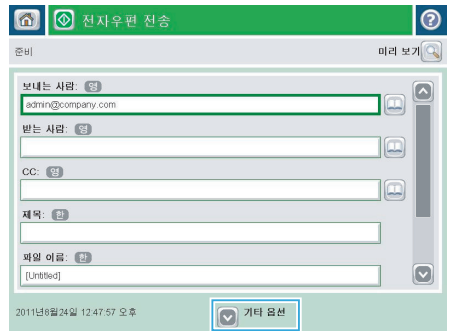 전자우편 전송
준비
미리 보기
보내는 사람: 영
admin@company.com
받는 사람: 영
CC: 영
제목: 한
파일 이름: 한
[Untitled]
2011년8월24일 12:47:57 오후
기타 옵션